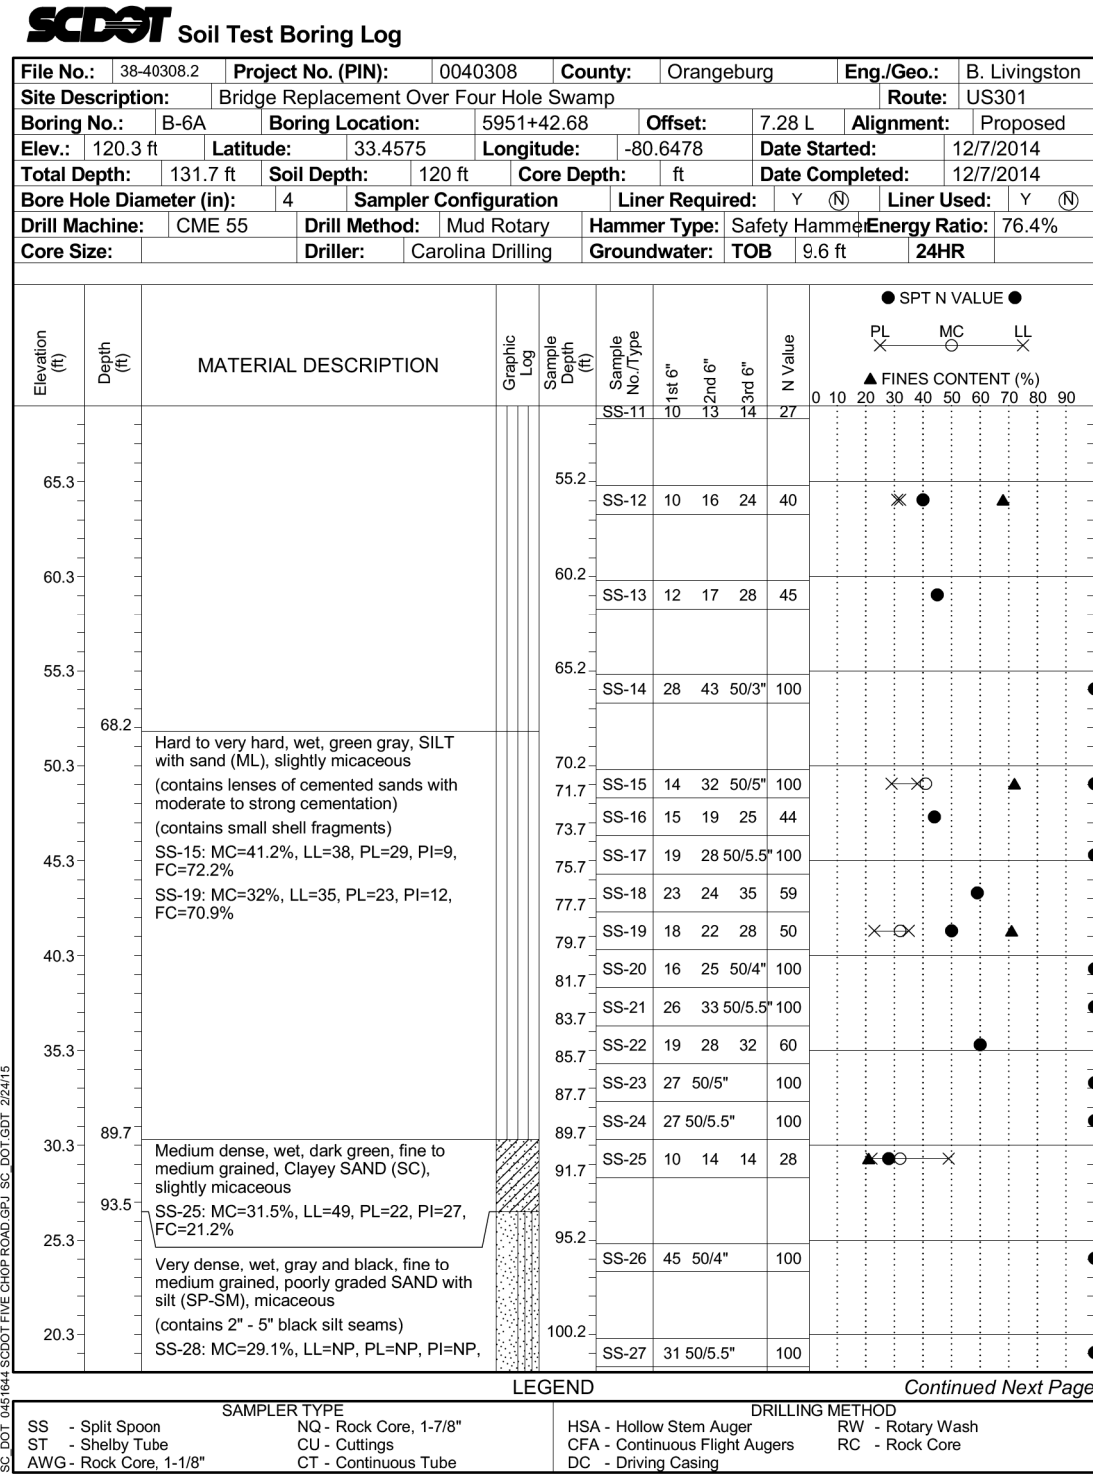 SCDOT Soil Test Boring Log
File No.: 38-40308.2 Project No. (PIN): 0040308 County: Orangeburg Eng./Geo.: B. Livingston
Site Description: Bridge Replacement Over Four Hole Swamp Route: US301
Boring No.: B-6A Boring Location: 5951+42.68 Offset: 7.28 L Alignment: Proposed
Elev.: 120.3 ft Latitude: 33.4575 Longitude: -80.6478 Date Started: 12/7/2014
Total Depth: 131.7 ft Soil Depth: 120 ft Core Depth: ft Date Completed: 12/7/2014
Bore Hole Diameter (in): 4 Sampler Configuration Liner Required: Y N Liner Used: Y N
Drill Machine: CME 55 Drill Method: Mud Rotary Hammer Type: Safety Hammer Energy Ratio: 76.4%
Core Size: Driller: Carolina Drilling Groundwater: TOB 9.6 ft 24HR
Elevation (ft) Depth (ft) MATERIAL DESCRIPTION Graphic Log Sample Depth (ft) Sample No./Type 1st 6" 2nd 6" 3rd 6" N Value
● SPT N VALUE ●
PL MC LL
▲ FINES CONTENT (%)
0 10 20 30 40 50 60 70 80 90
SS-11 10 13 14 27
65.3 55.2
SS-12 10 16 24 40
60.3 60.2
SS-13 12 17 28 45
55.3 65.2
SS-14 28 43 50/3" 100
68.2
Hard to very hard, wet, green gray, SILT
with sand (ML), slightly micaceous
50.3 70.2
(contains lenses of cemented sands with
moderate to strong cementation)
SS-15 14 32 50/5" 100
71.7
(contains small shell fragments)
SS-16 15 19 25 44
73.7
SS-15: MC=41.2%, LL=38, PL=29, PI=9,
FC=72.2%
SS-17 19 28 50/5.5" 100
45.3 75.7
SS-19: MC=32%, LL=35, PL=23, PI=12,
FC=70.9%
SS-18 23 24 35 59
77.7
SS-19 18 22 28 50
79.7
40.3
SS-20 16 25 50/4" 100
81.7
SS-21 26 33 50/5.5" 100
83.7
SS-22 19 28 32 60
35.3 85.7
SS-23 27 50/5" 100
87.7
SS-24 27 50/5.5" 100
89.7 89.7
30.3
Medium dense, wet, dark green, fine to
medium grained, Clayey SAND (SC),
slightly micaceous
SS-25 10 14 14 28
91.7
93.5
SS-25: MC=31.5%, LL=49, PL=22, PI=27,
FC=21.2%
25.3 95.2
Very dense, wet, gray and black, fine to
medium grained, poorly graded SAND with
silt (SP-SM), micaceous
SS-26 45 50/4" 100
(contains 2" - 5" black silt seams)
20.3 100.2
SS-28: MC=29.1%, LL=NP, PL=NP, PI=NP,
SS-27 31 50/5.5" 100
LEGEND Continued Next Page
SAMPLER TYPE DRILLING METHOD
SS - Split Spoon NQ - Rock Core, 1-7/8" HSA - Hollow Stem Auger RW - Rotary Wash
ST - Shelby Tube CU - Cuttings CFA - Continuous Flight Augers RC - Rock Core
AWG - Rock Core, 1-1/8" CT - Continuous Tube DC - Driving Casing
SC_DOT 0451644 SCDOT FIVE CHOP ROAD.GPJ SC_DOT.GDT 2/24/15